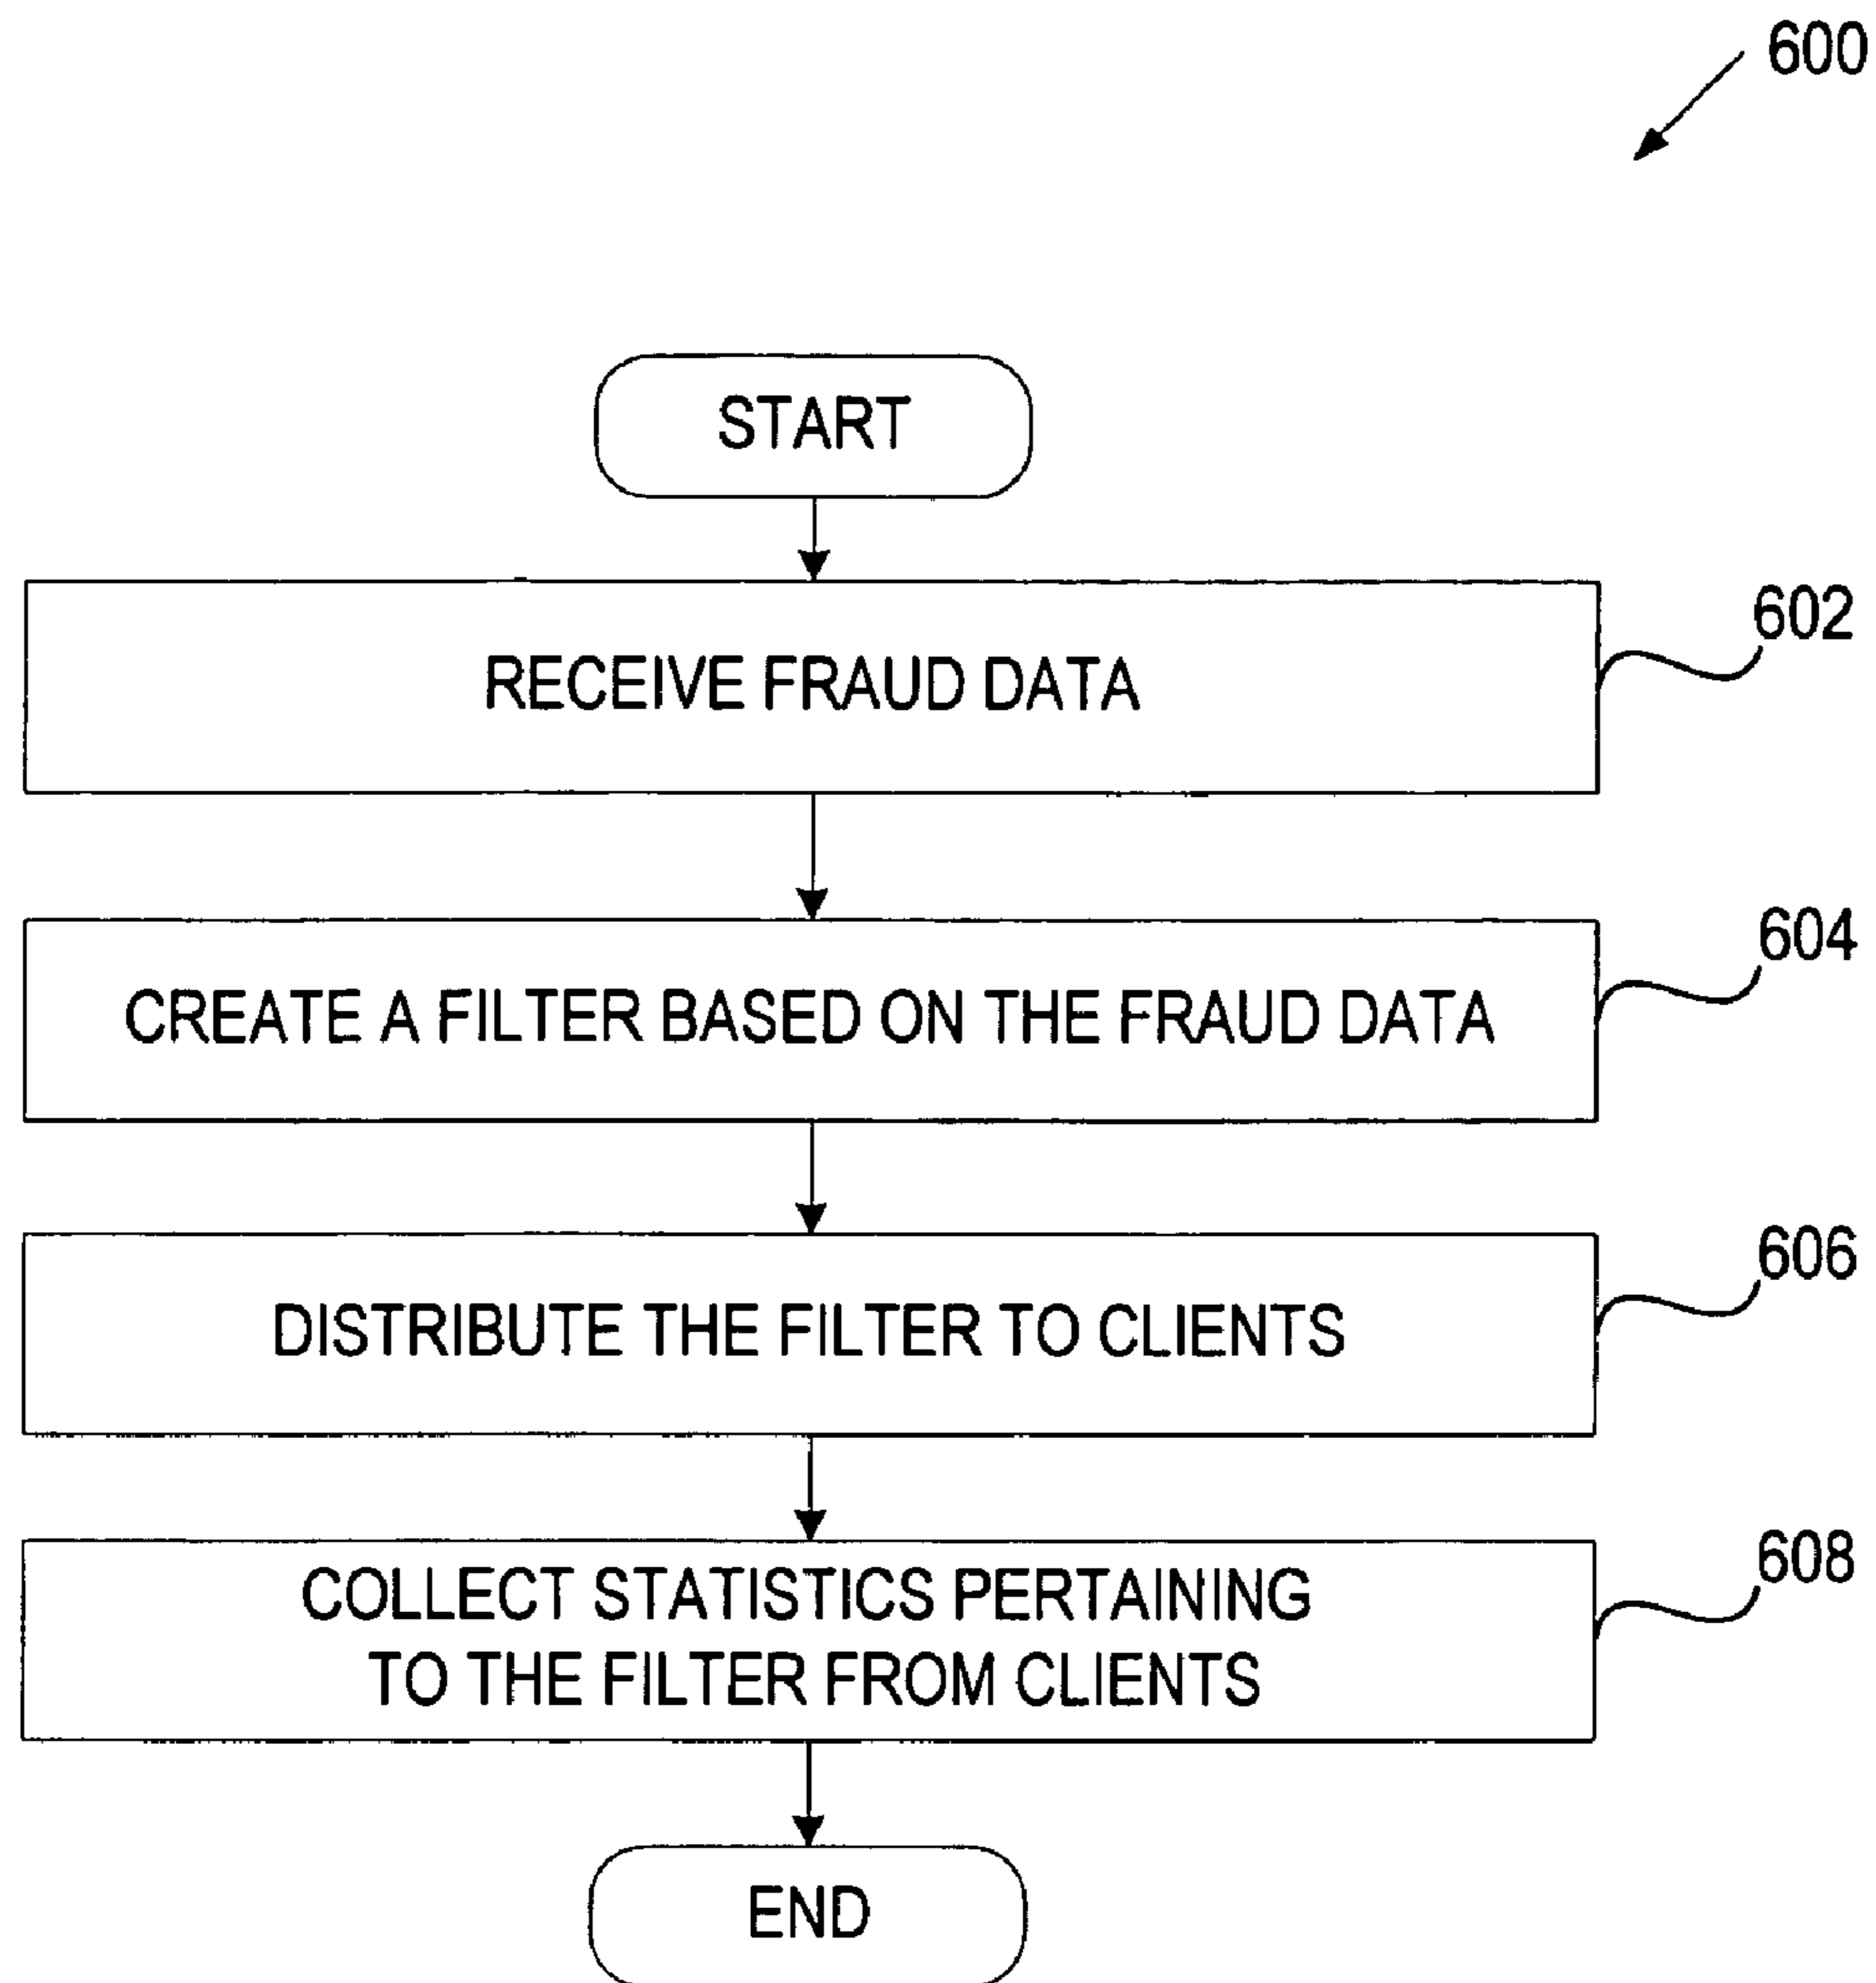 600
START
RECEIVE FRAUD DATA
602
CREATE A FILTER BASED ON THE FRAUD DATA
604
DISTRIBUTE THE FILTER TO CLIENTS
606
COLLECT STATISTICS PERTAINING
TO THE FILTER FROM CLIENTS
608
END